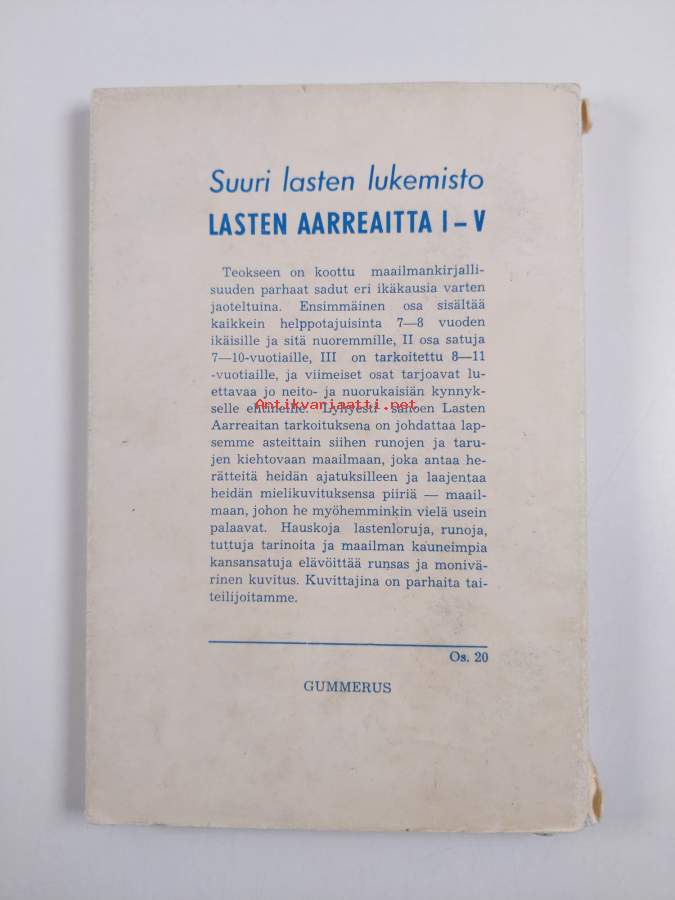 Suuri lasten lukemisto
LASTEN AARREAITTA I – V
Teokseen on koottu maailmankirjalli-
suuden parhaat sadut eri ikäkausia varten
jaoteltuina. Ensimmäinen osa sisältää
kaikkein helppotajuisinta 7—8 vuoden
ikäisille ja sitä nuoremmille, II osa satuja
7—10-vuotiaille, III on tarkoitettu 8—11
-vuotiaille, ja viimeiset osat tarjoavat lu-
ettavaa jo neito- ja nuorukaisiän kynnyk-
Antikvariaatti.net
selle ehtineille. Lyhyesti sanoen Lasten
Aarreaitan tarkoituksena on johdattaa lap-
semme asteittain siihen runojen ja taru-
jen kiehtovaan maailmaan, joka antaa he-
rätteitä heidän ajatuksilleen ja laajentaa
heidän mielikuvituksensa piiriä — maail-
maan, johon he myöhemminkin vielä usein
palaavat. Hauskoja lastenloruja, runoja,
tuttuja tarinoita ja maailman kauneimpia
kansansatuja elävöittää runsas ja monivä-
rinen kuvitus. Kuvittajina on parhaita tai-
teilijoitamme.
Os. 20
GUMMERUS